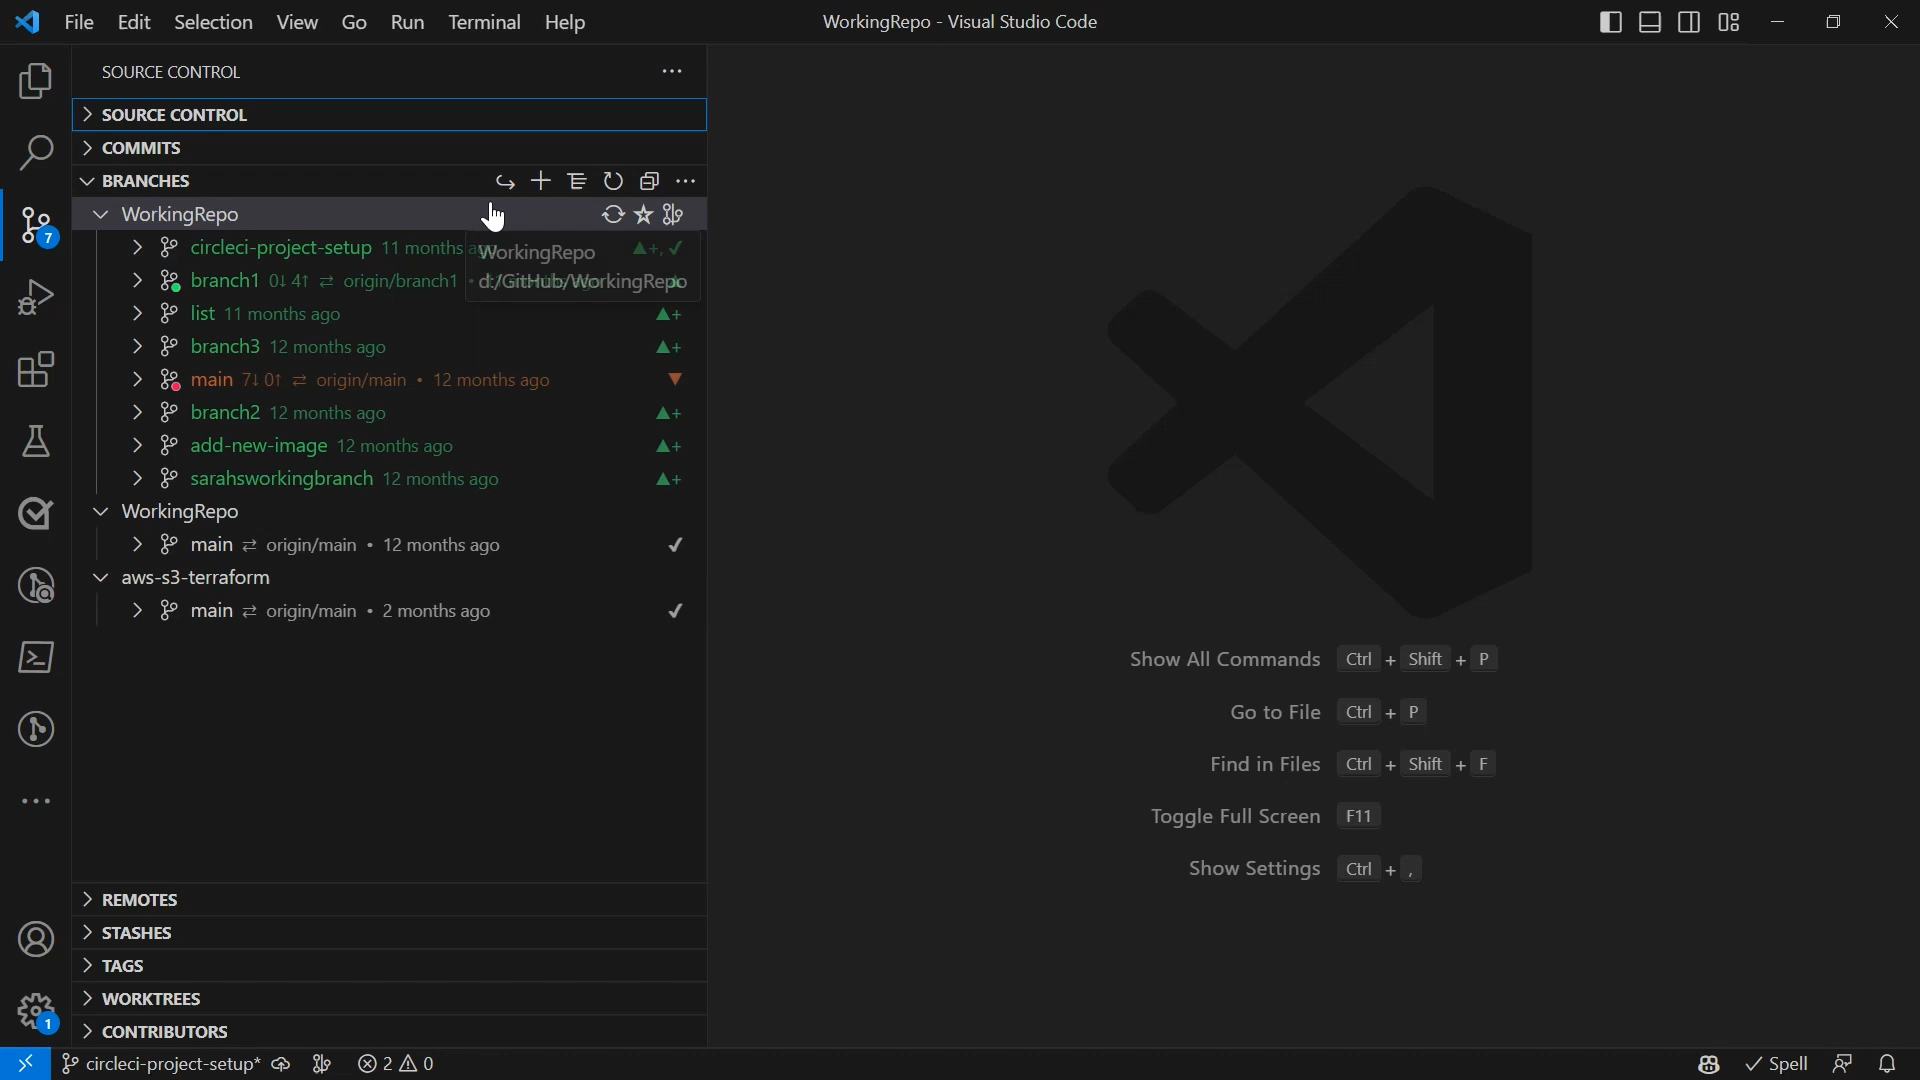 File Edit Selection View Go Run Terminal Help
WorkingRepo - Visual Studio Code
SOURCE CONTROL
SOURCE CONTROL
COMMITS
BRANCHES
WorkingRepo
circleci-project-setup 11 months ago
WorkingRepo
branch1 0↓ 4↑ ⇄ origin/branch1 •
d:/GitHub/WorkingRepo
list 11 months ago
branch3 12 months ago
main 7↓ 0↑ ⇄ origin/main • 12 months ago
branch2 12 months ago
add-new-image 12 months ago
sarahsworkingbranch 12 months ago
WorkingRepo
main ⇄ origin/main • 12 months ago
aws-s3-terraform
main ⇄ origin/main • 2 months ago
REMOTES
STASHES
TAGS
WORKTREES
CONTRIBUTORS
Show All Commands Ctrl + Shift + P
Go to File Ctrl + P
Find in Files Ctrl + Shift + F
Toggle Full Screen F11
Show Settings Ctrl + ,
7
1
circleci-project-setup* 2 0
Spell